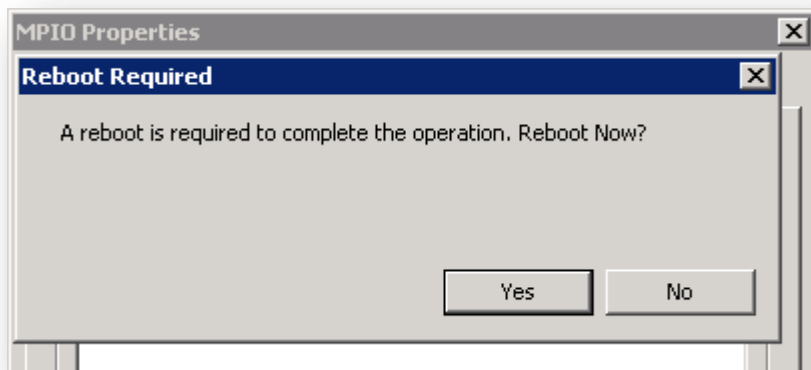 MPIO Properties
Reboot Required
A reboot is required to complete the operation. Reboot Now?
Yes
No